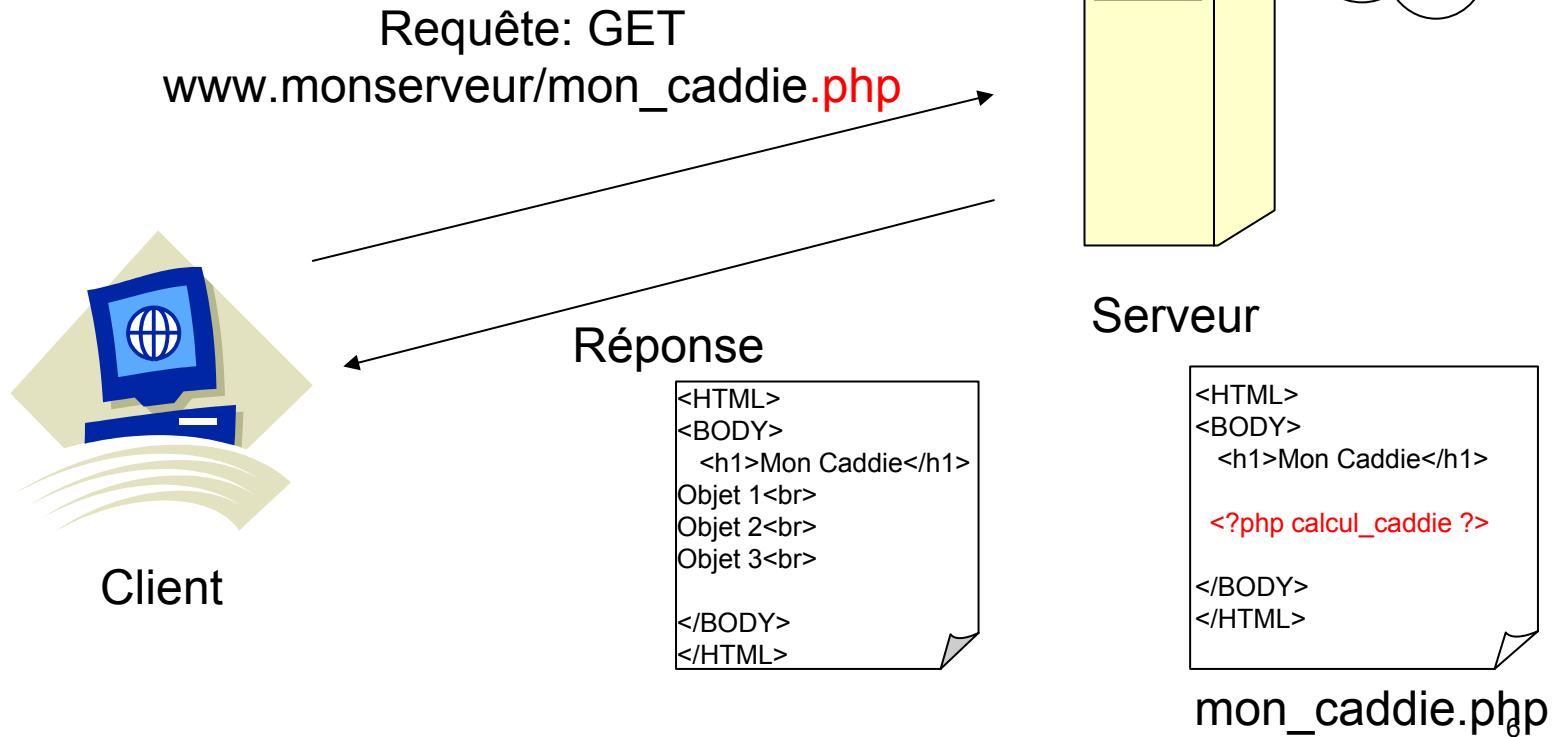 Requête: GET
www.monserveur/mon_caddie.php
Serveur
Réponse
<HTML>
<BODY>
<h1>Mon Caddie</h1>
Objet 1<br>
Objet 2<br>
Objet 3<br>
</BODY>
</HTML>
<HTML>
<BODY>
<h1>Mon Caddie</h1>
<?php calcul_caddie ?>
</BODY>
</HTML>
Client
mon_caddie.php
6